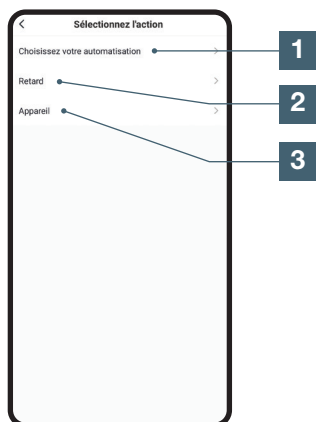 Sélectionnez l'action
Choisissez votre automatisation
1
Retard
2
Appareil
3